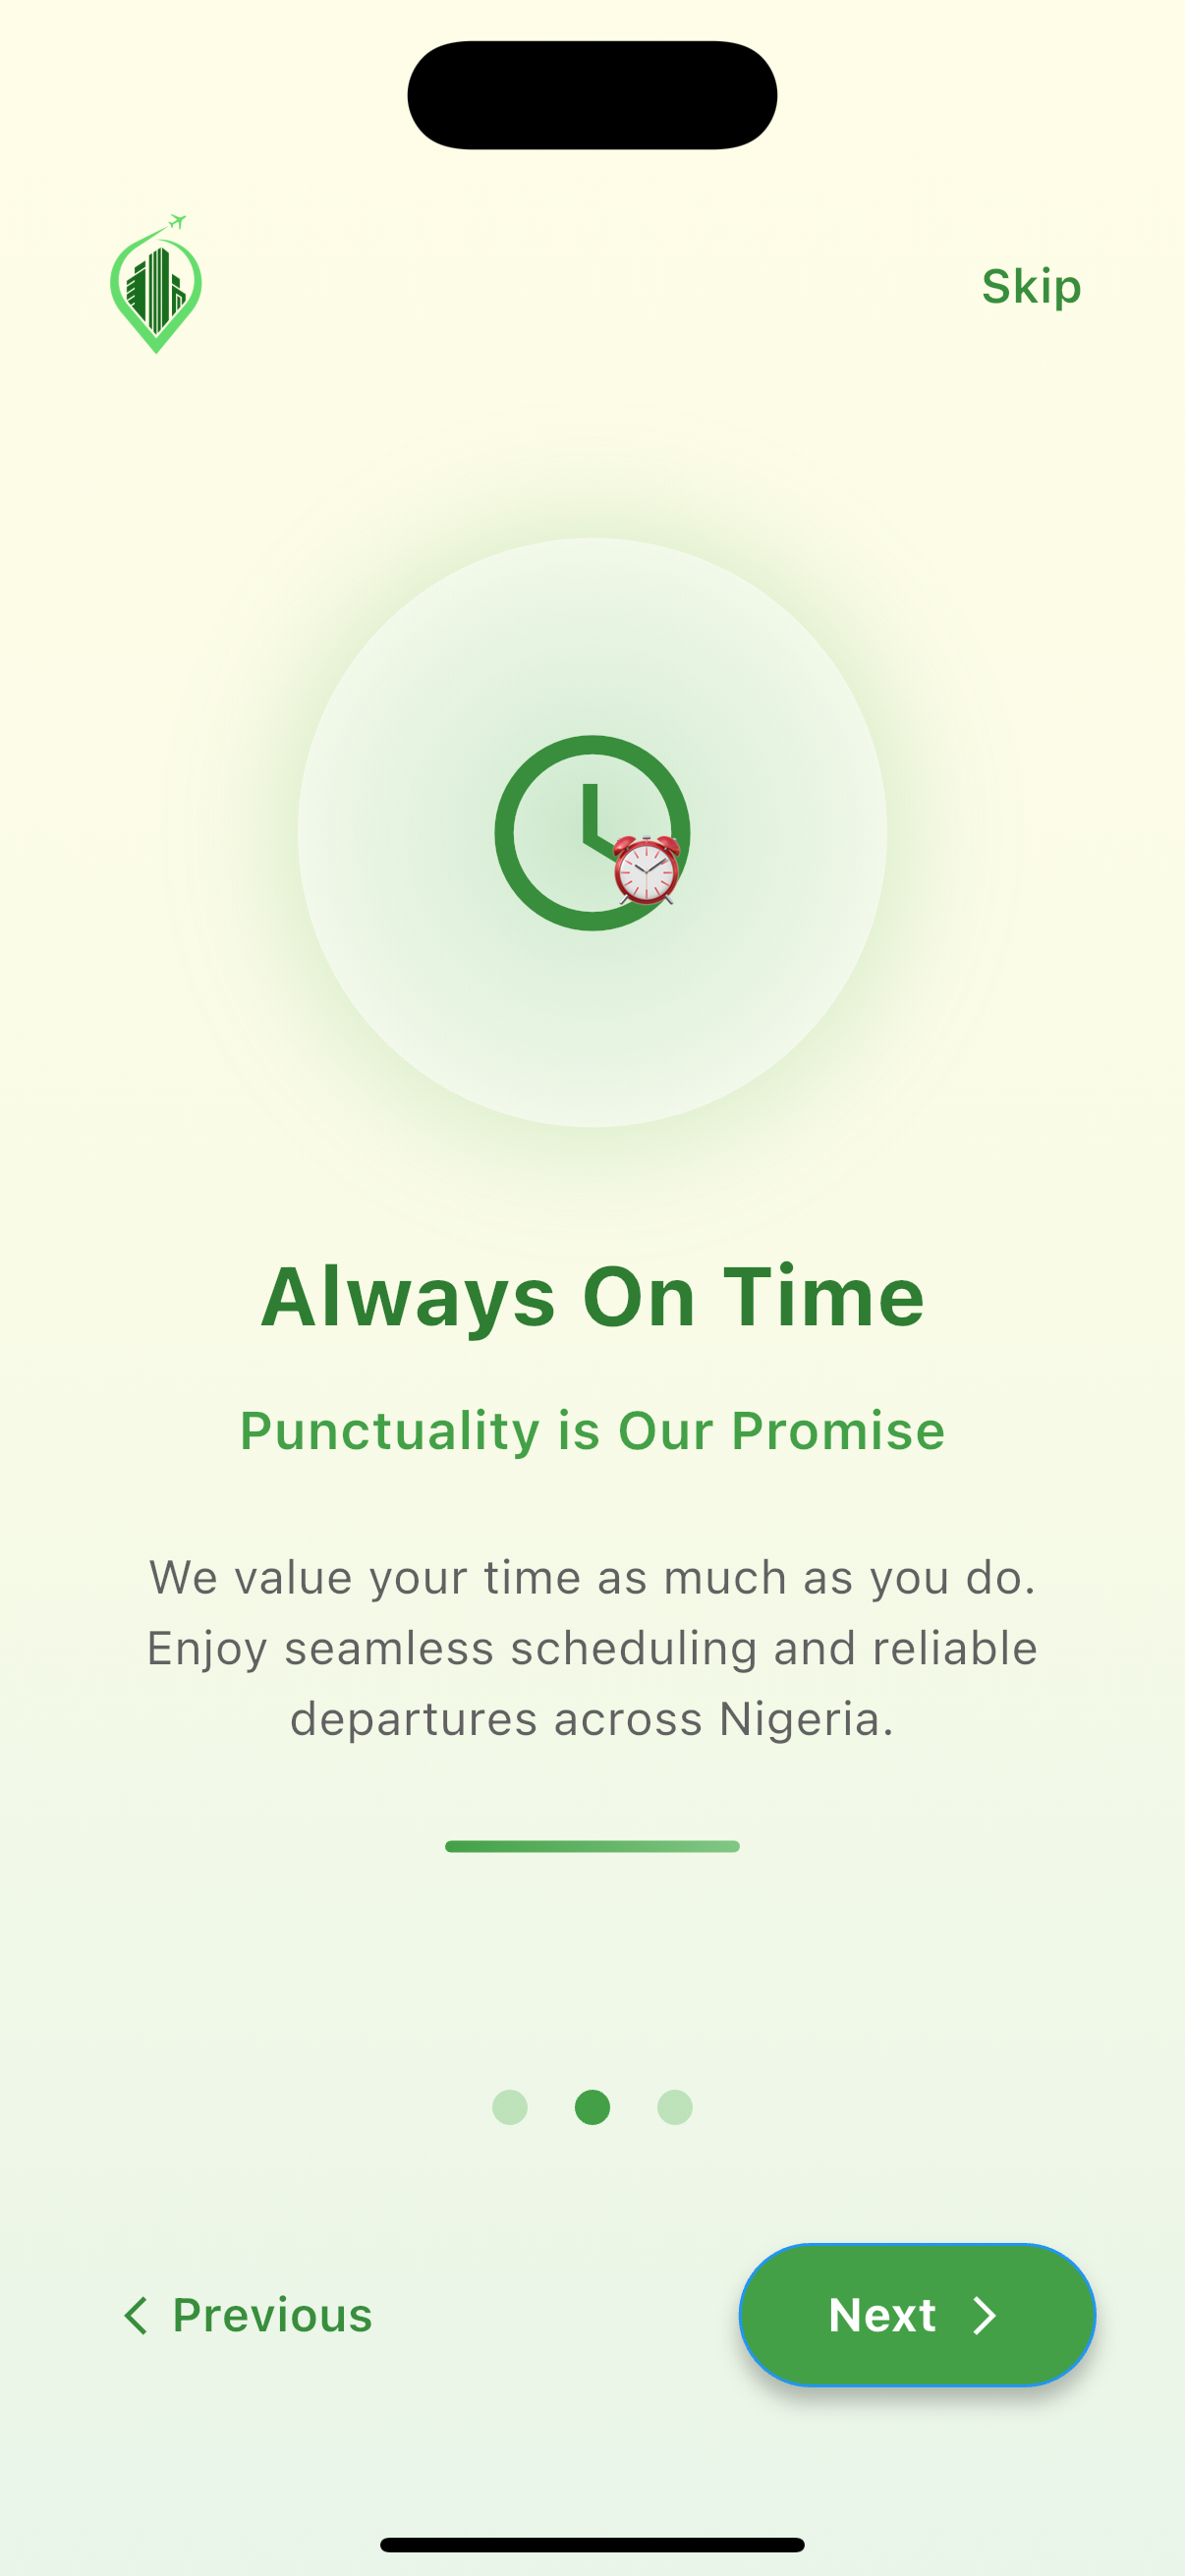 Skip
Always On Time
Punctuality is Our Promise
We value your time as much as you do.
Enjoy seamless scheduling and reliable
departures across Nigeria.
Previous
Next